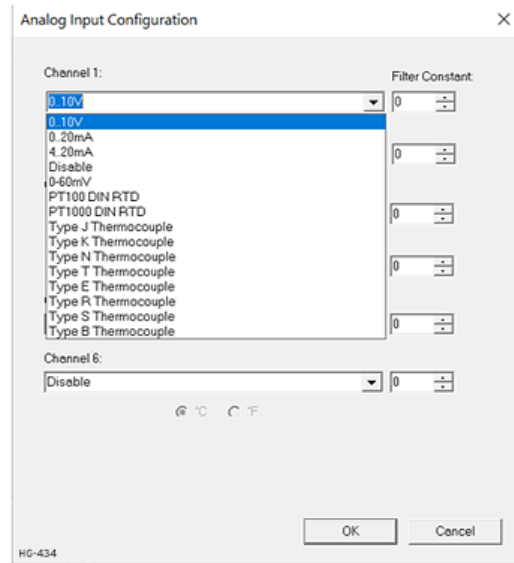 Analog Input Configuration
Channel 1:
Filter Constant:
0..10V
0
0..10V
0..20mA
4..20mA
0
Disable
0-60mV
PT100 DIN RTD
PT1000 DIN RTD
0
Type J Thermocouple
Type K Thermocouple
Type N Thermocouple
Type T Thermocouple
0
Type E Thermocouple
Type R Thermocouple
Type S Thermocouple
0
Type B Thermocouple
Channel 6:
Disable
0
°C °F
OK Cancel
HG-434